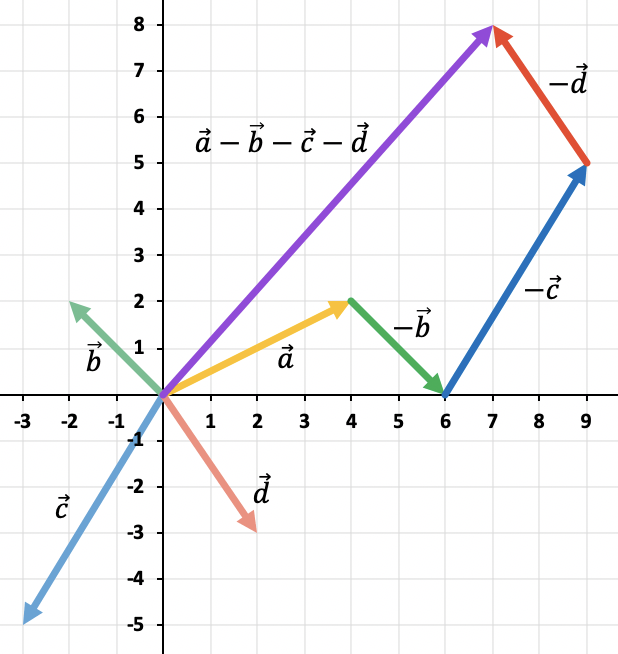 8
7
-d⃗
6
a⃗ − b⃗ − c⃗ − d⃗
5
4
3
-c⃗
2
-b⃗
1
b⃗
a⃗
-3 -2 -1 1 2 3 4 5 6 7 8 9
-1
-2
d⃗
c⃗
-3
-4
-5